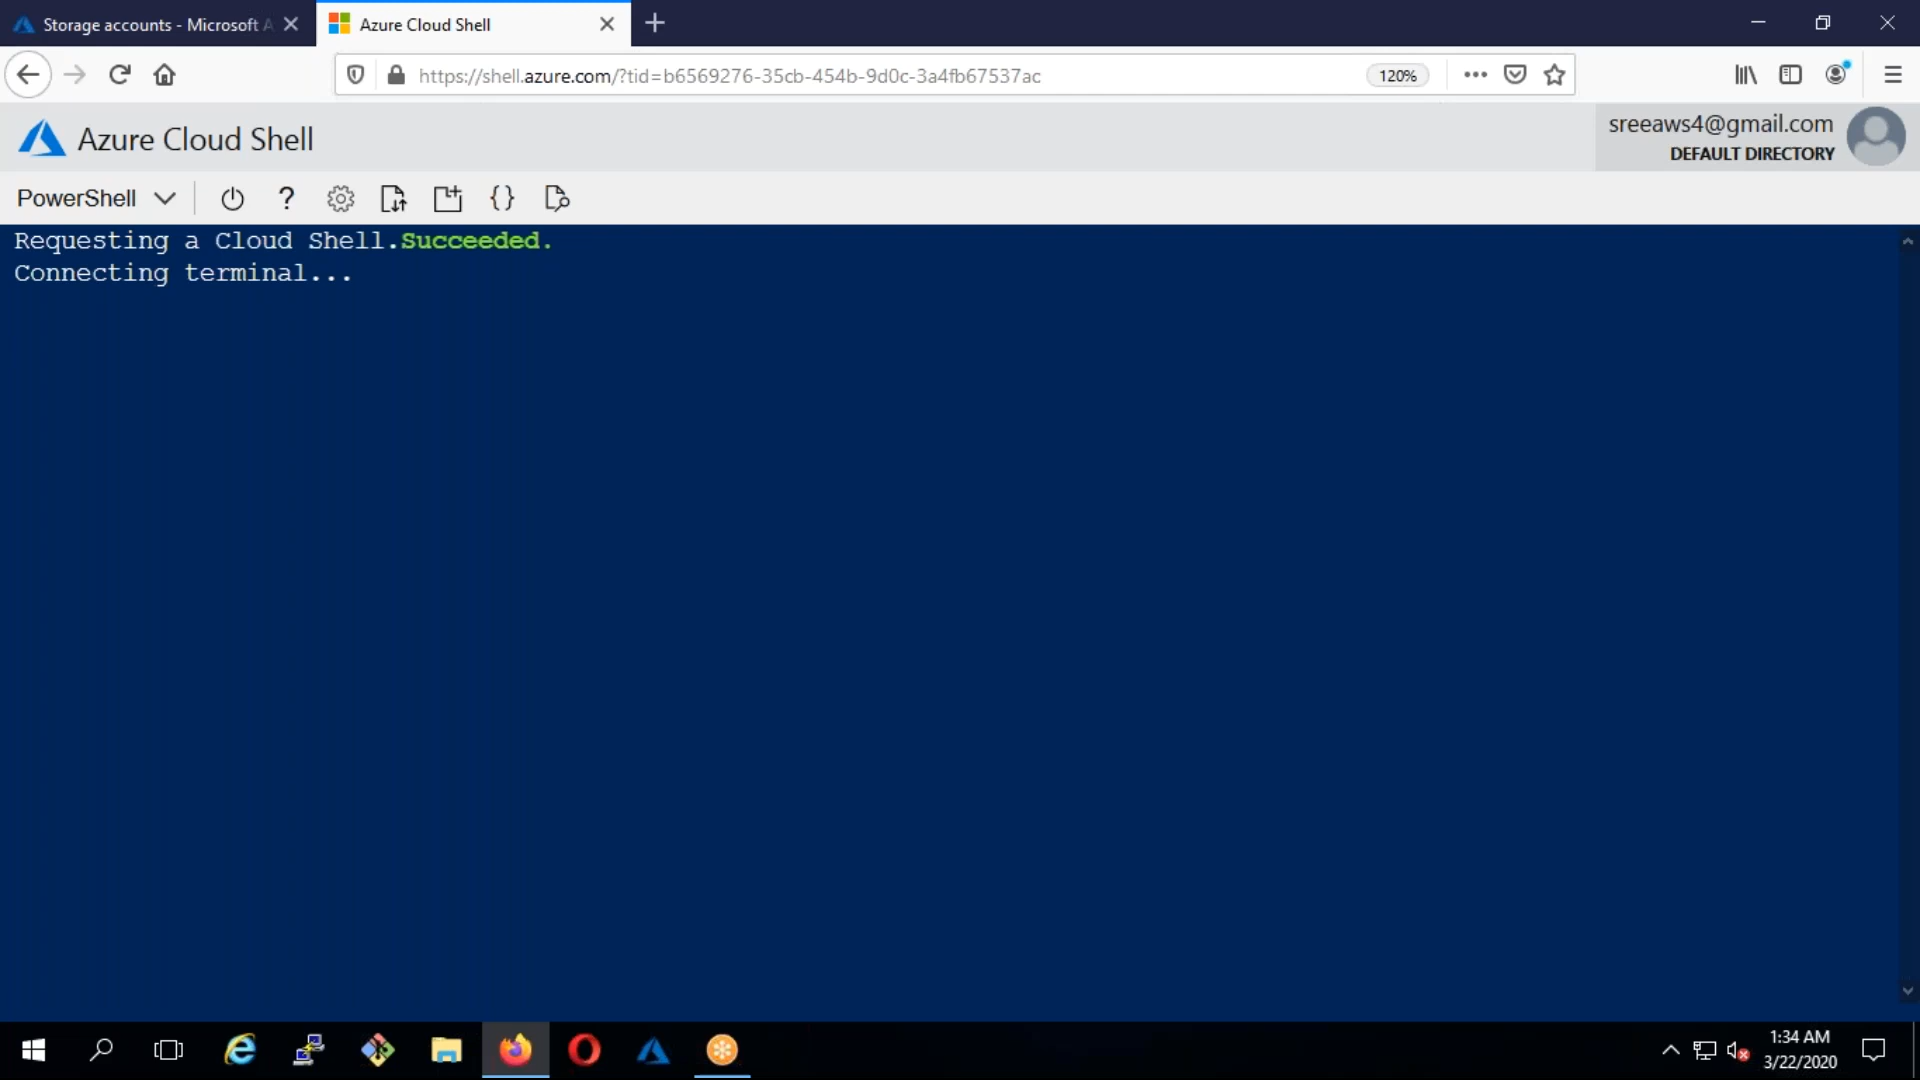 Storage accounts - Microsoft A
Azure Cloud Shell
https://shell.azure.com/?tid=b6569276-35cb-454b-9d0c-3a4fb67537ac
120%
Azure Cloud Shell
sreeaws4@gmail.com
DEFAULT DIRECTORY
PowerShell
Requesting a Cloud Shell.Succeeded.
Connecting terminal...
1:34 AM
3/22/2020